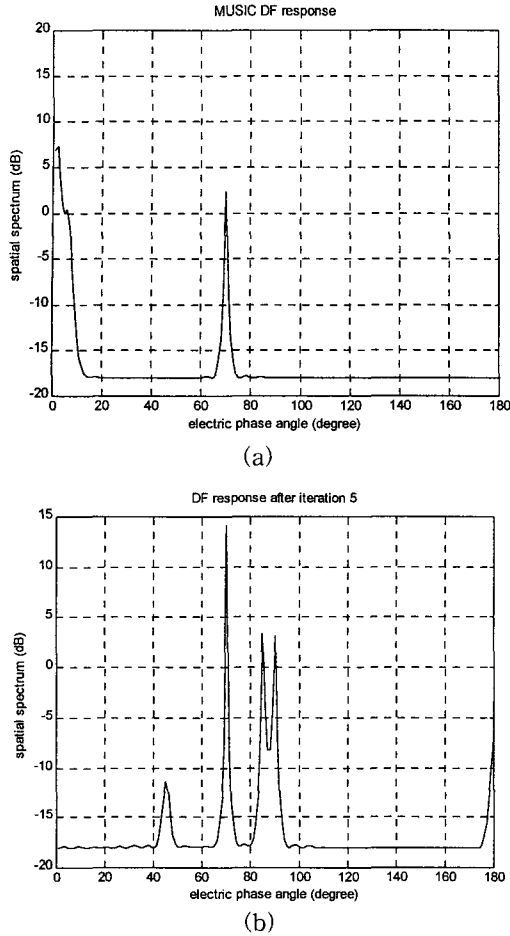 MUSIC DF response
20
15
10
5
0
-5
-10
-15
-20
spatial spectrum (dB)
0 20 40 60 80 100 120 140 160 180
electric phase angle (degree)
(a)
DF response after iteration 5
15
10
5
0
-5
-10
-15
-20
spatial spectrum (dB)
0 20 40 60 80 100 120 140 160 180
electric phase angle (degree)
(b)